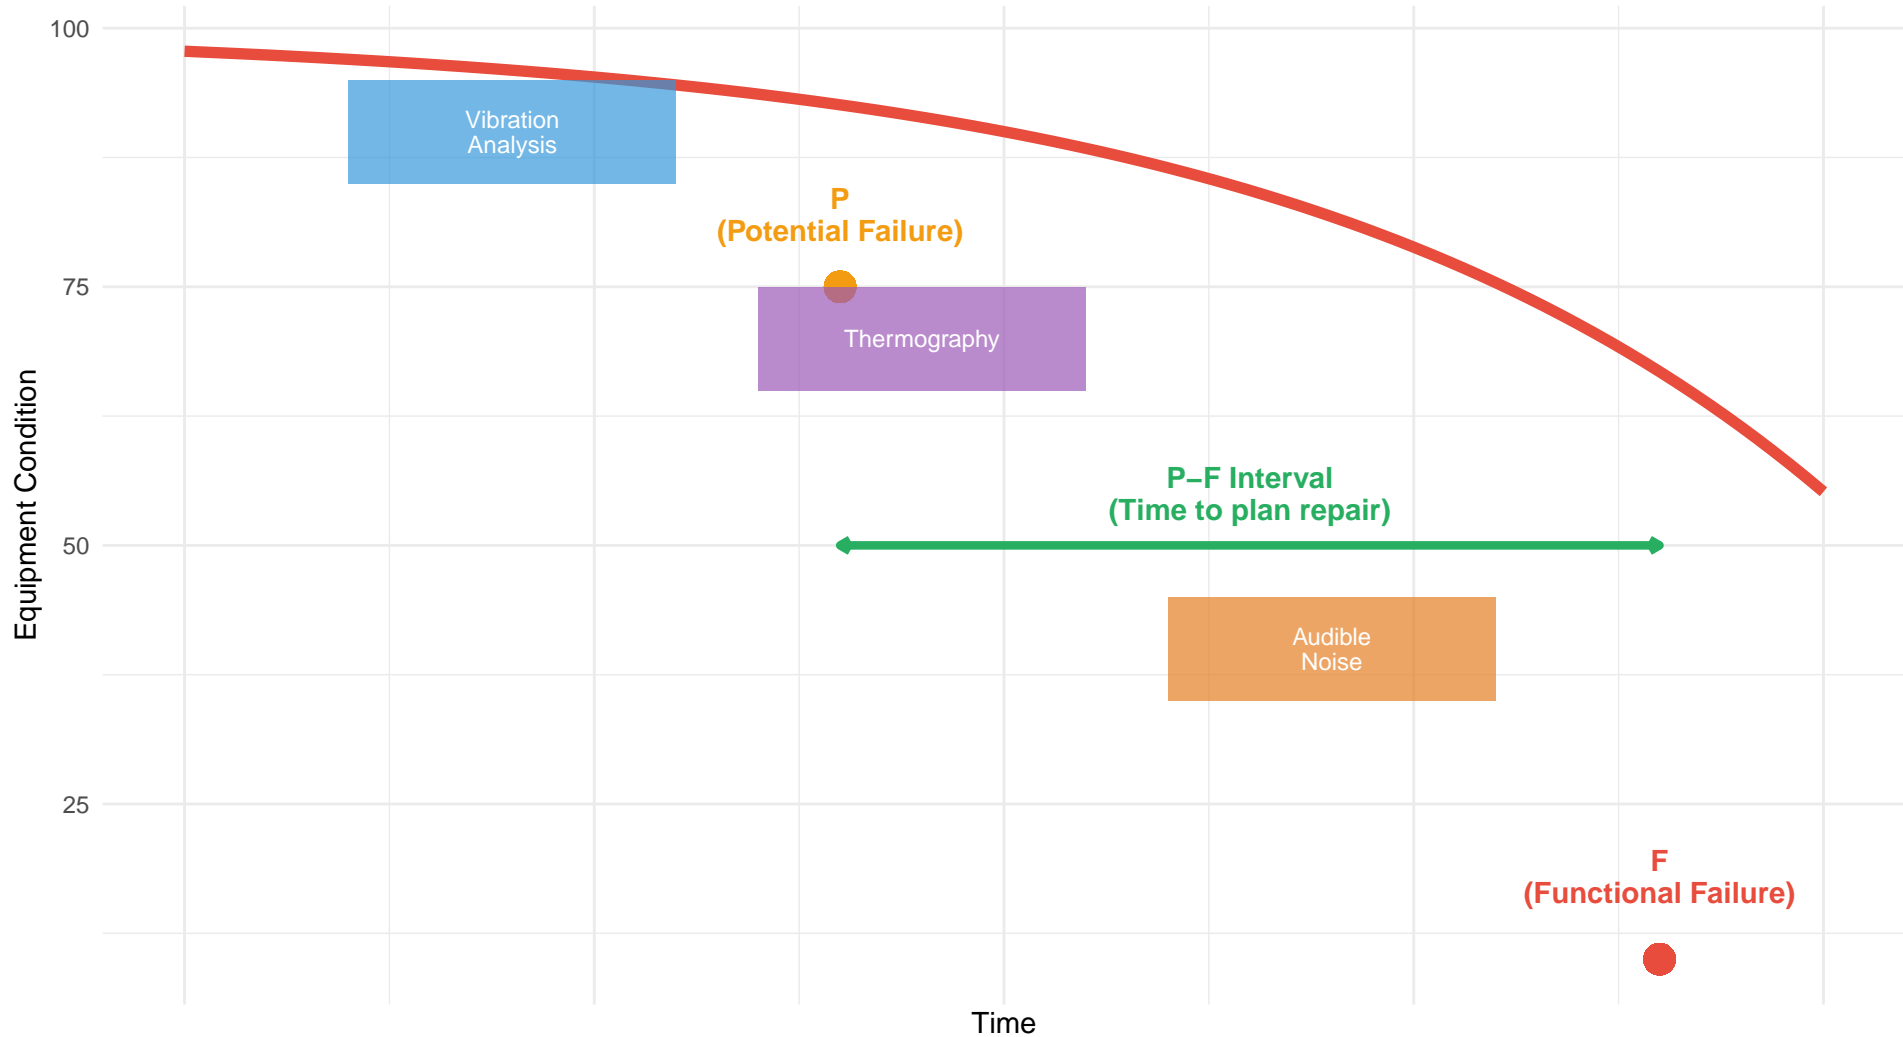 100
75
50
25
Equipment Condition
Vibration
Analysis
P
(Potential Failure)
Thermography
P–F Interval
(Time to plan repair)
Audible
Noise
F
(Functional Failure)
Time